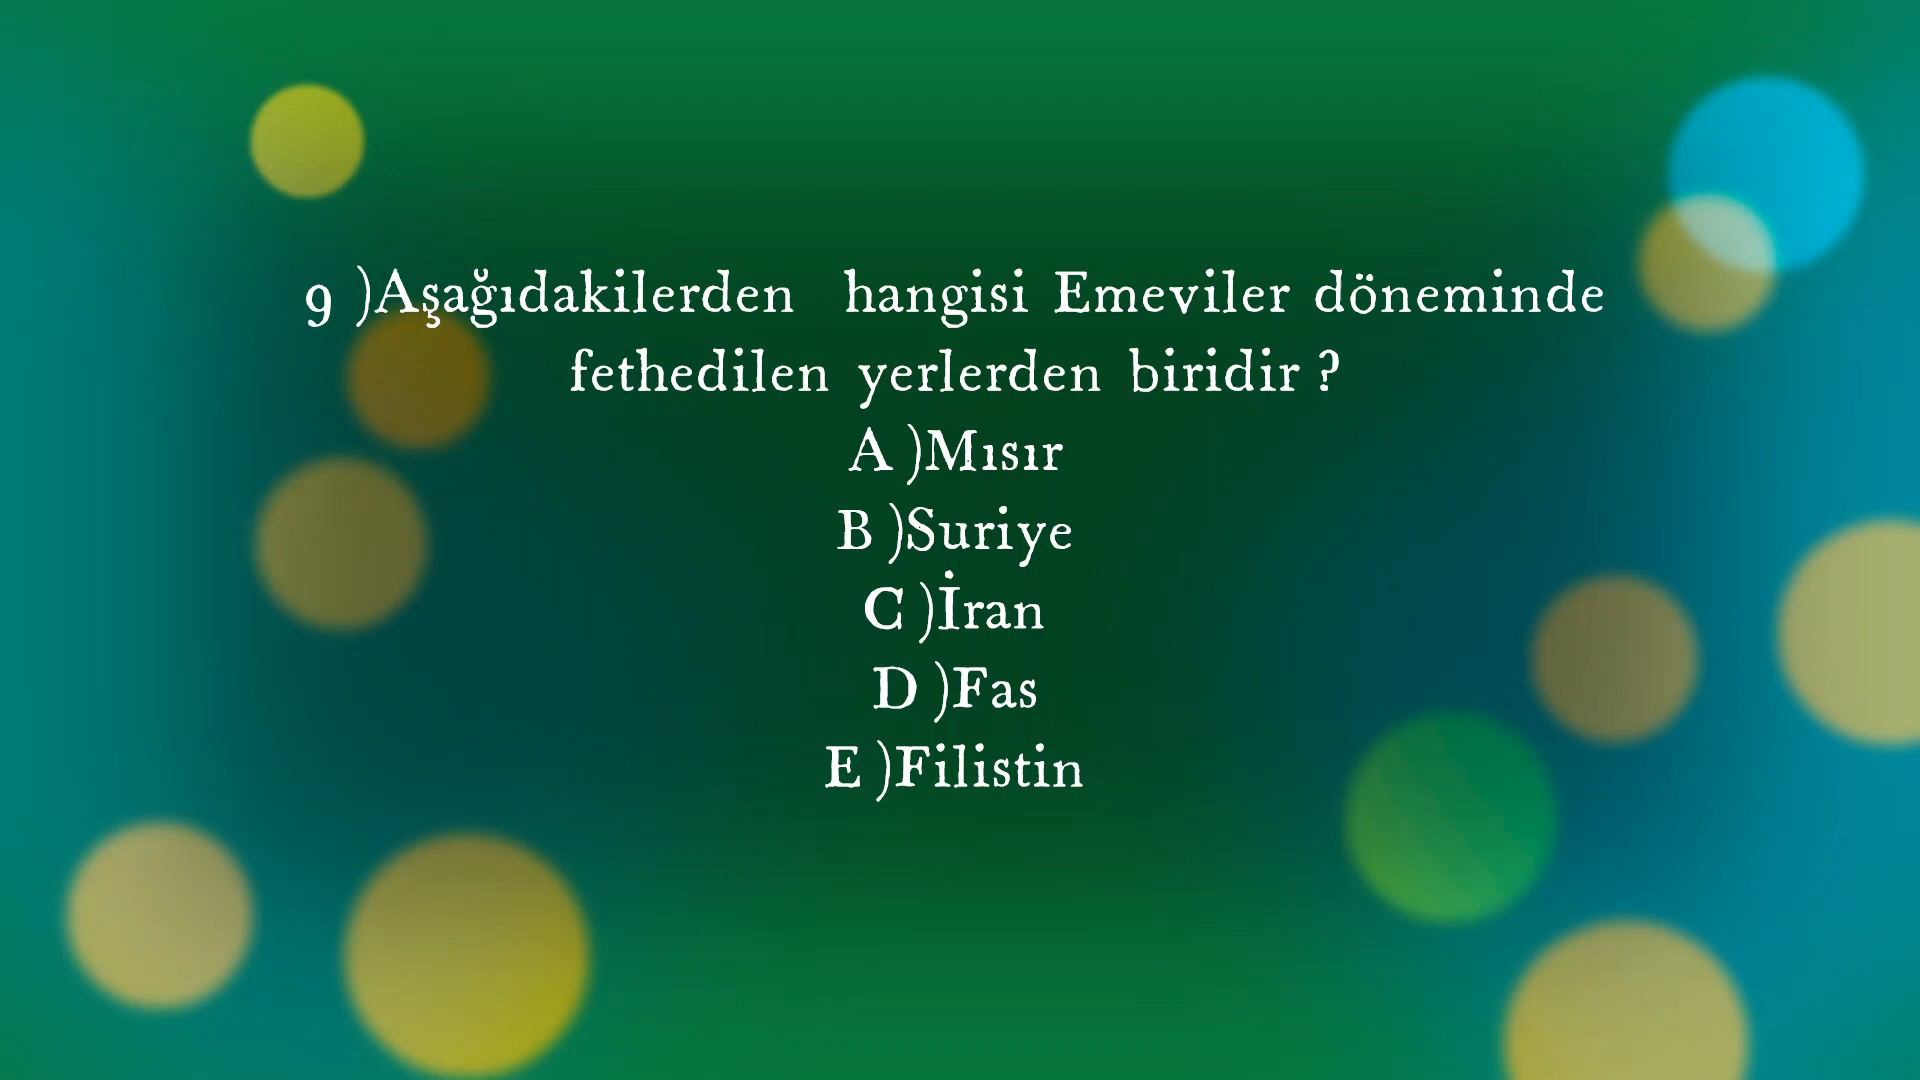 9 )Aşağıdakilerden hangisi Emeviler döneminde
fethedilen yerlerden biridir ?
A )Mısır
B )Suriye
C )İran
D )Fas
E )Filistin